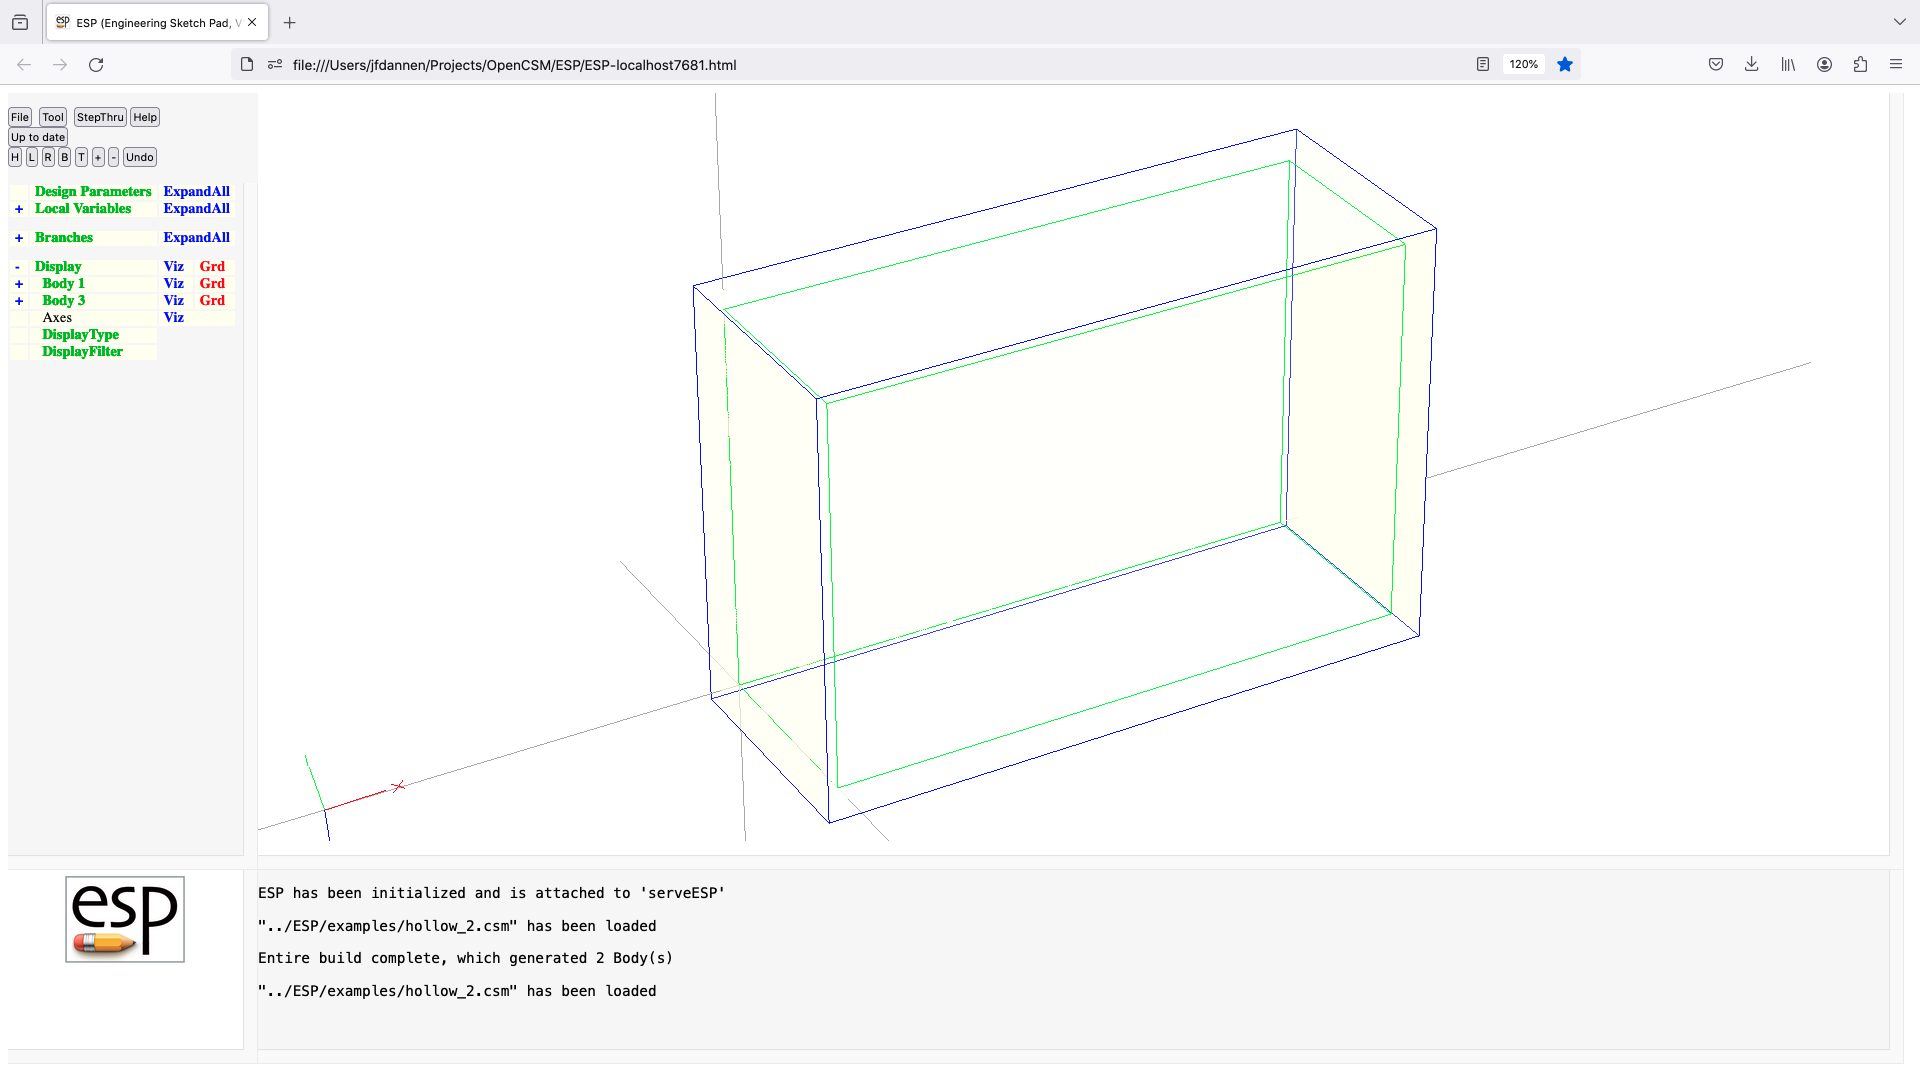 ESP (Engineering Sketch Pad, V
file:///Users/jfdannen/Projects/OpenCSM/ESP/ESP-localhost7681.html
120%
File Tool StepThru Help
Up to date
H L R B T + - Undo
Design Parameters ExpandAll
+ Local Variables ExpandAll
+ Branches ExpandAll
- Display Viz Grd
+ Body 1 Viz Grd
+ Body 3 Viz Grd
Axes Viz
DisplayType
DisplayFilter
X
esp
ESP has been initialized and is attached to 'serveESP'
"../ESP/examples/hollow_2.csm" has been loaded
Entire build complete, which generated 2 Body(s)
"../ESP/examples/hollow_2.csm" has been loaded